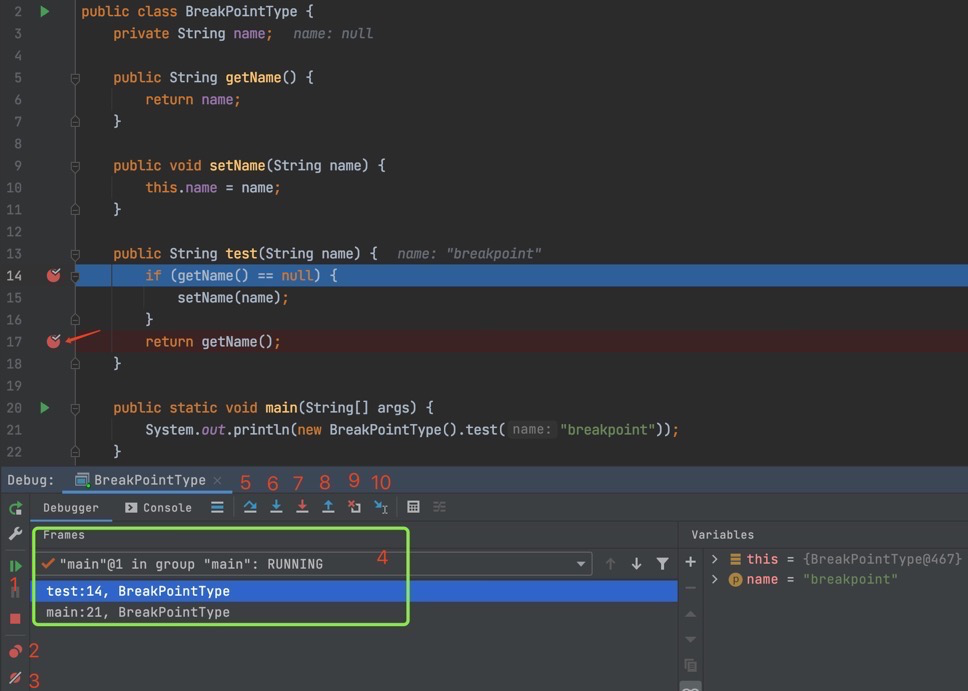 2 public class BreakPointType {
3 private String name; name: null
4
5 public String getName() {
6 return name;
7 }
8
9 public void setName(String name) {
10 this.name = name;
11 }
12
13 public String test(String name) { name: "breakpoint"
14 if (getName() == null) {
15 setName(name);
16 }
17 return getName();
18 }
19
20 public static void main(String[] args) {
21 System.out.println(new BreakPointType().test( name: "breakpoint"));
22 }
Debug: BreakPointType ×
5 6 7 8 9 10
Debugger Console
Frames
Variables
"main"@1 in group "main": RUNNING
4
this = {BreakPointType@467}
1
test:14, BreakPointType
name = "breakpoint"
main:21, BreakPointType
2
3